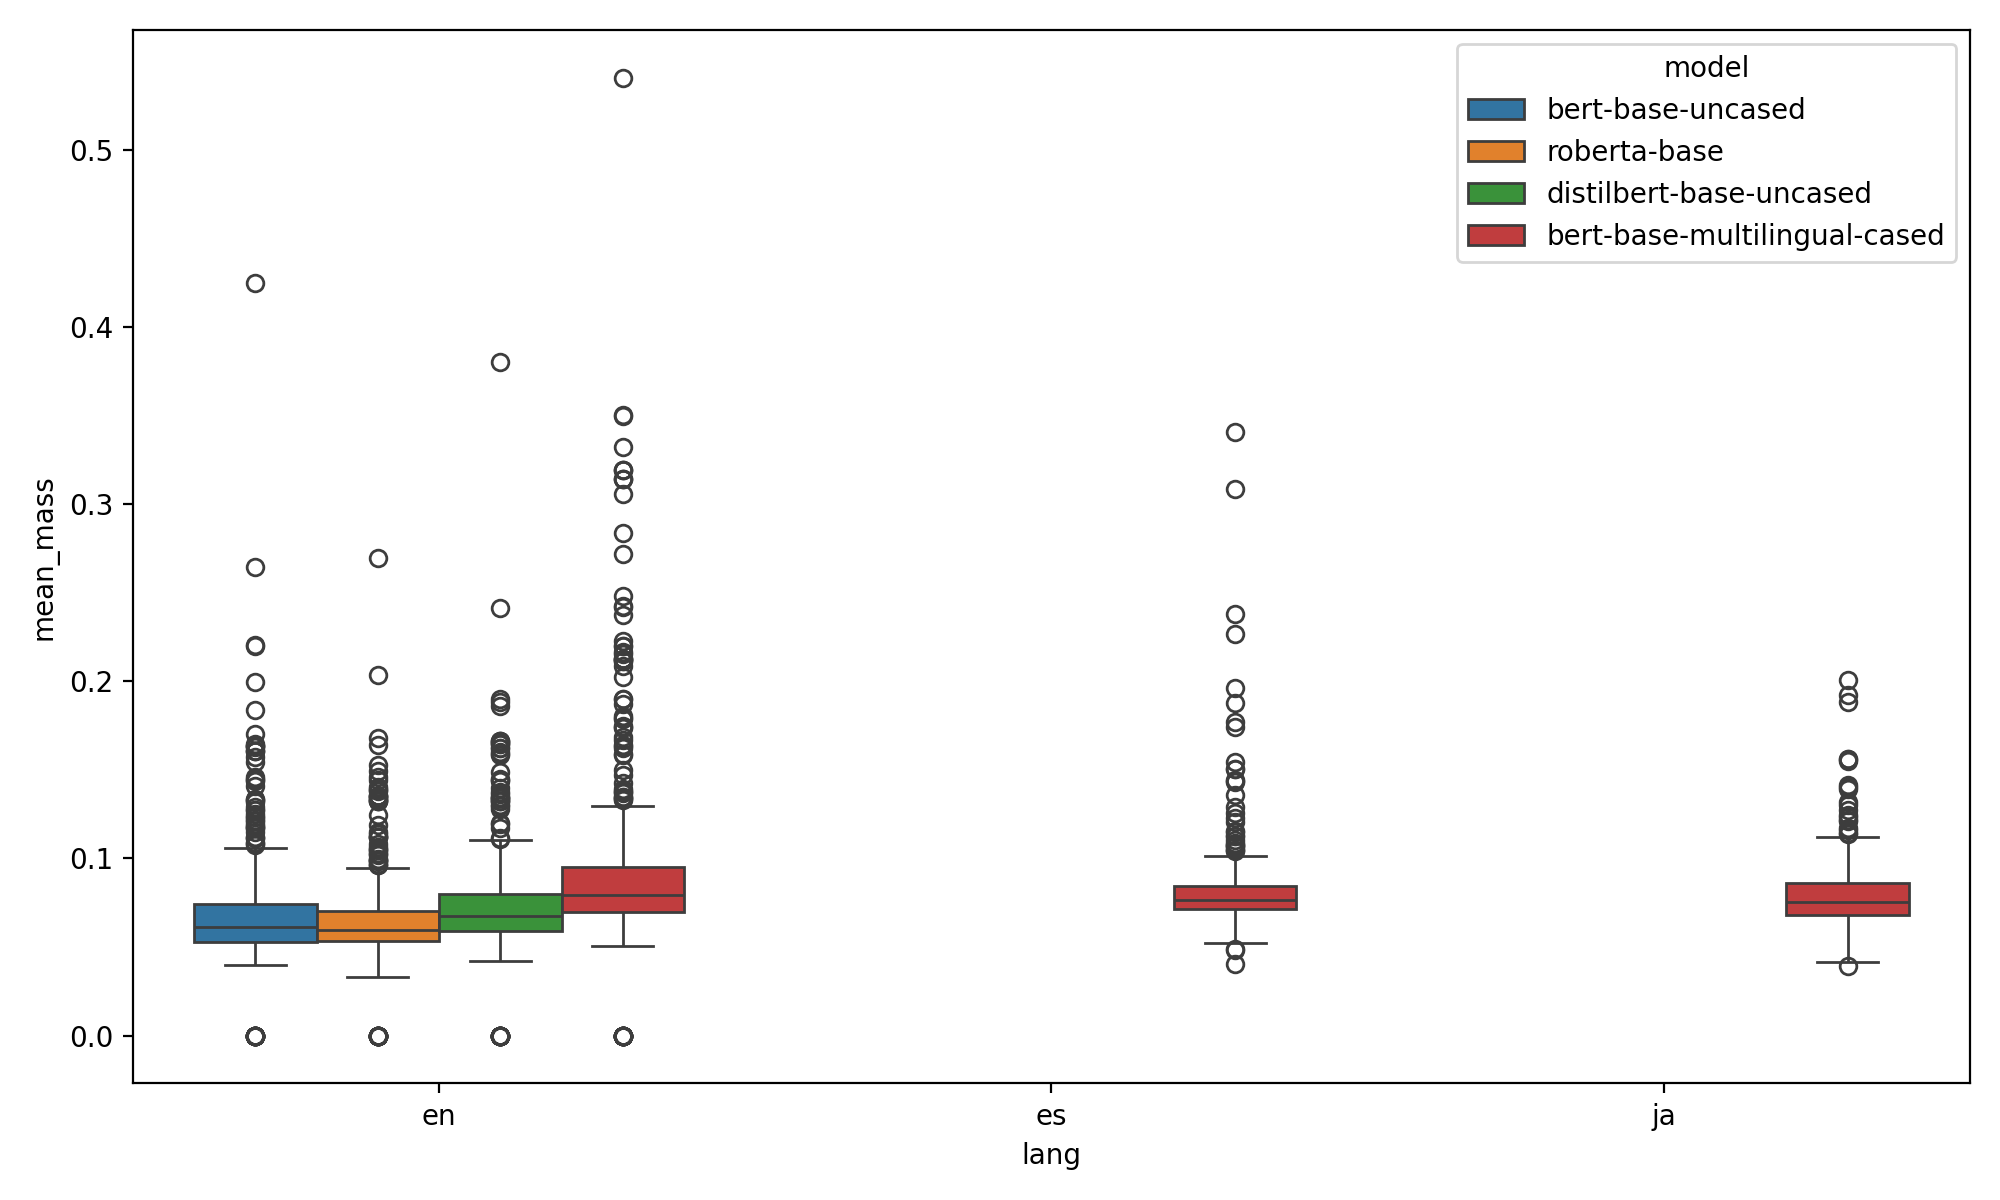 model
bert-base-uncased
roberta-base
distilbert-base-uncased
bert-base-multilingual-cased
mean_mass
0.5
0.4
0.3
0.2
0.1
0.0
en
es
ja
lang